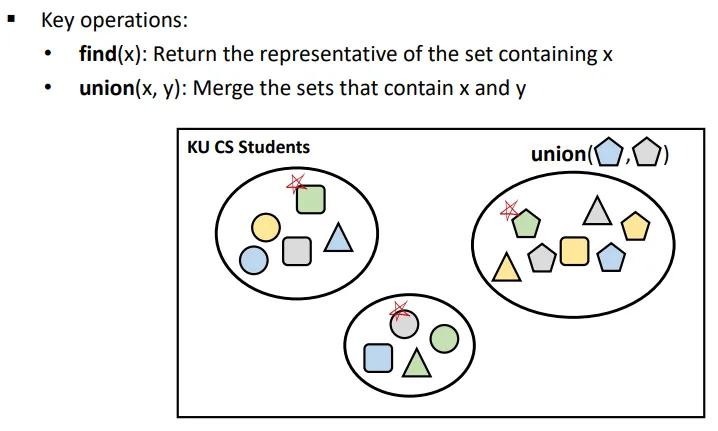 ▪ Key operations:
• find(x): Return the representative of the set containing x
• union(x, y): Merge the sets that contain x and y
KU CS Students
union( , )